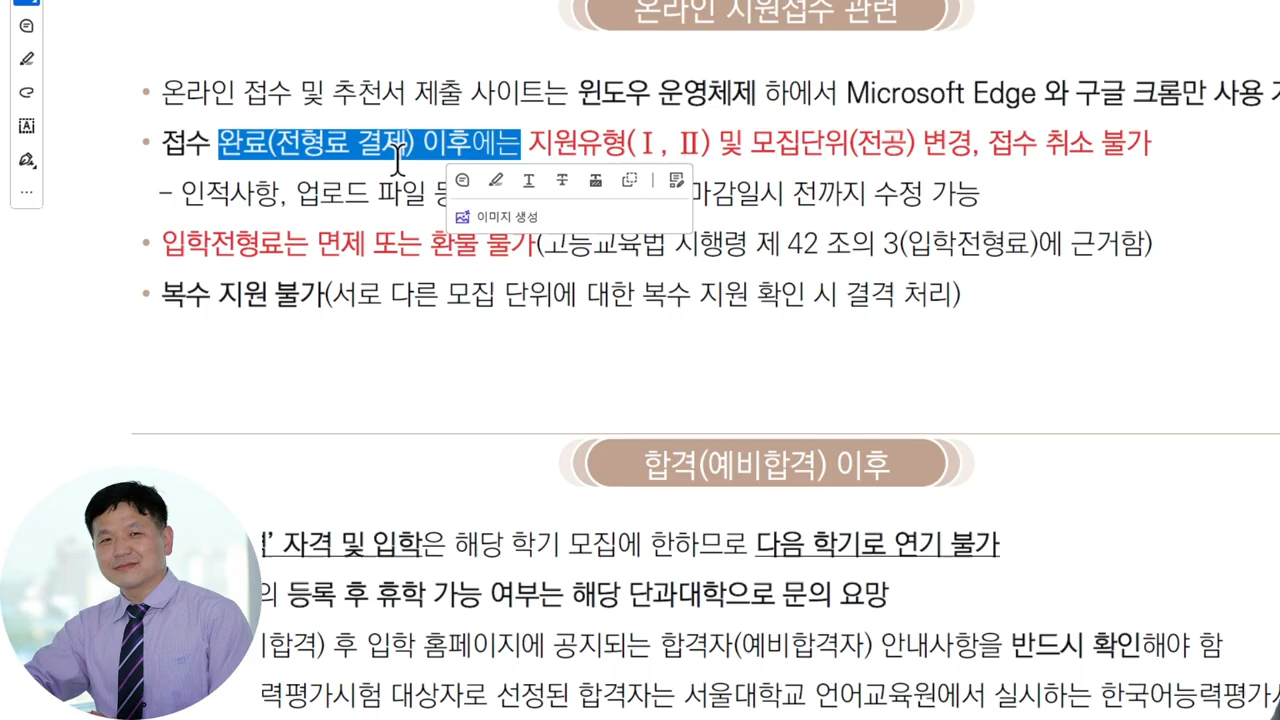 온라인 지원접수 관련
• 온라인 접수 및 추천서 제출 사이트는 윈도우 운영체제 하에서 Microsoft Edge 와 구글 크롬만 사용
• 접수 완료(전형료 결제) 이후에는 지원유형(Ⅰ, Ⅱ) 및 모집단위(전공) 변경, 접수 취소 불가
이미지 생성
– 인적사항, 업로드 파일 마감일시 전까지 수정 가능
• 입학전형료는 면제 또는 환불 불가(고등교육법 시행령 제 42 조의 3(입학전형료)에 근거함)
• 복수 지원 불가(서로 다른 모집 단위에 대한 복수 지원 확인 시 결격 처리)
합격(예비합격) 이후
’ 자격 및 입학은 해당 학기 모집에 한하므로 다음 학기로 연기 불가
의 등록 후 휴학 가능 여부는 해당 단과대학으로 문의 요망
합격) 후 입학 홈페이지에 공지되는 합격자(예비합격자) 안내사항을 반드시 확인해야 함
력평가시험 대상자로 선정된 합격자는 서울대학교 언어교육원에서 실시하는 한국어능력평가